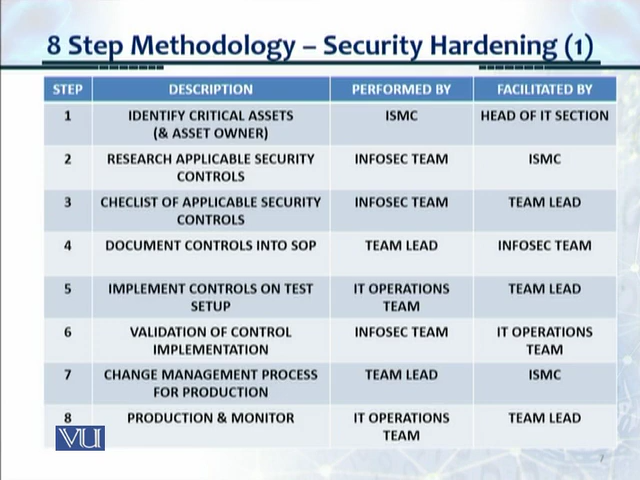 8 Step Methodology – Security Hardening (1)
STEP DESCRIPTION PERFORMED BY FACILITATED BY
1 IDENTIFY CRITICAL ASSETS ISMC HEAD OF IT SECTION
(& ASSET OWNER)
2 RESEARCH APPLICABLE SECURITY INFOSEC TEAM ISMC
CONTROLS
3 CHECLIST OF APPLICABLE SECURITY INFOSEC TEAM TEAM LEAD
CONTROLS
4 DOCUMENT CONTROLS INTO SOP TEAM LEAD INFOSEC TEAM
5 IMPLEMENT CONTROLS ON TEST IT OPERATIONS TEAM LEAD
SETUP TEAM
6 VALIDATION OF CONTROL INFOSEC TEAM IT OPERATIONS
IMPLEMENTATION TEAM
7 CHANGE MANAGEMENT PROCESS TEAM LEAD ISMC
FOR PRODUCTION
8 PRODUCTION & MONITOR IT OPERATIONS TEAM LEAD
TEAM
VU
7